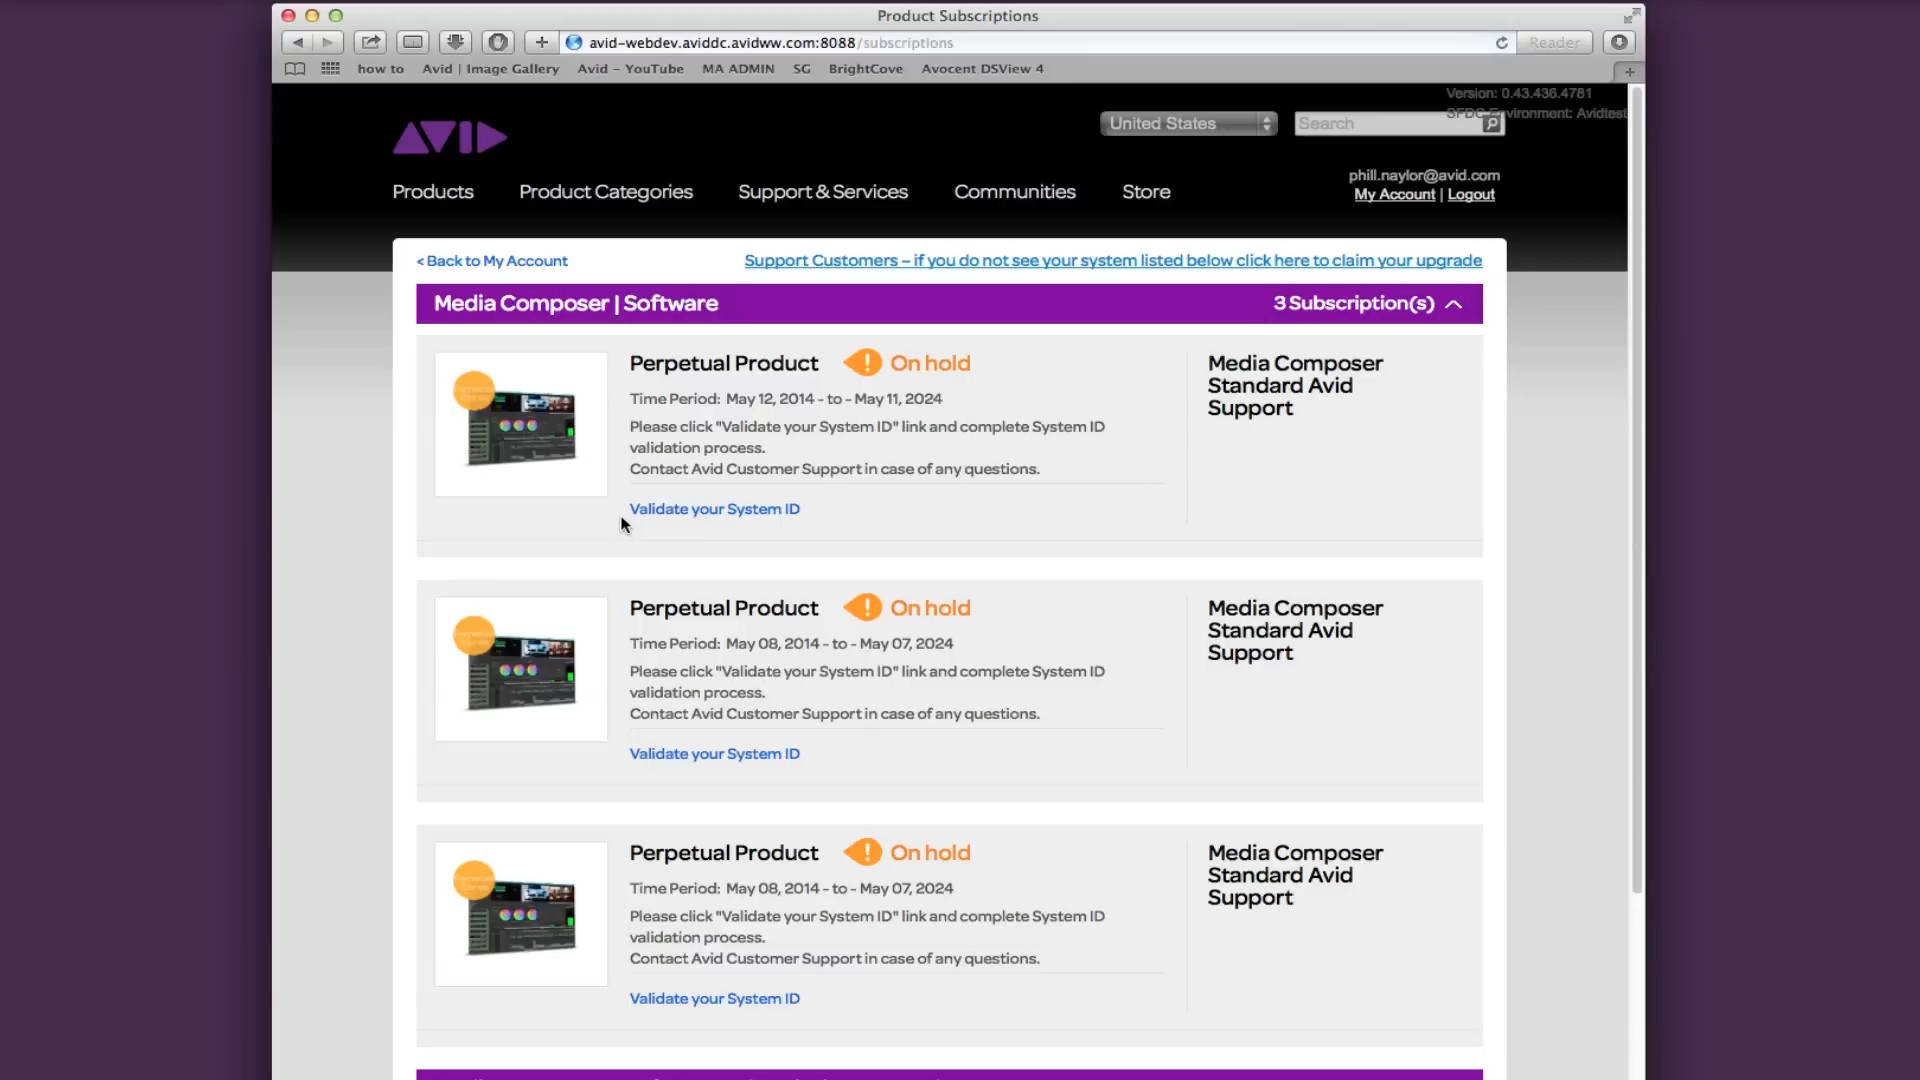 Product Subscriptions
avid-webdev.aviddc.avidww.com:8088/subscriptions
Reader
how to Avid | Image Gallery Avid – YouTube MA ADMIN SG BrightCove Avocent DSView 4
Version: 0.43.436.4781
SFDC Environment: Avidtest
AVID
United States
Search
phill.naylor@avid.com
My Account | Logout
Products Product Categories Support & Services Communities Store
< Back to My Account
Support Customers – if you do not see your system listed below click here to claim your upgrade
Media Composer | Software
3 Subscription(s)
Perpetual Product
On hold
Time Period: May 12, 2014 - to - May 11, 2024
Please click "Validate your System ID" link and complete System ID
validation process.
Contact Avid Customer Support in case of any questions.
Validate your System ID
Media Composer
Standard Avid
Support
Perpetual Product
On hold
Time Period: May 08, 2014 - to - May 07, 2024
Please click "Validate your System ID" link and complete System ID
validation process.
Contact Avid Customer Support in case of any questions.
Validate your System ID
Media Composer
Standard Avid
Support
Perpetual Product
On hold
Time Period: May 08, 2014 - to - May 07, 2024
Please click "Validate your System ID" link and complete System ID
validation process.
Contact Avid Customer Support in case of any questions.
Validate your System ID
Media Composer
Standard Avid
Support